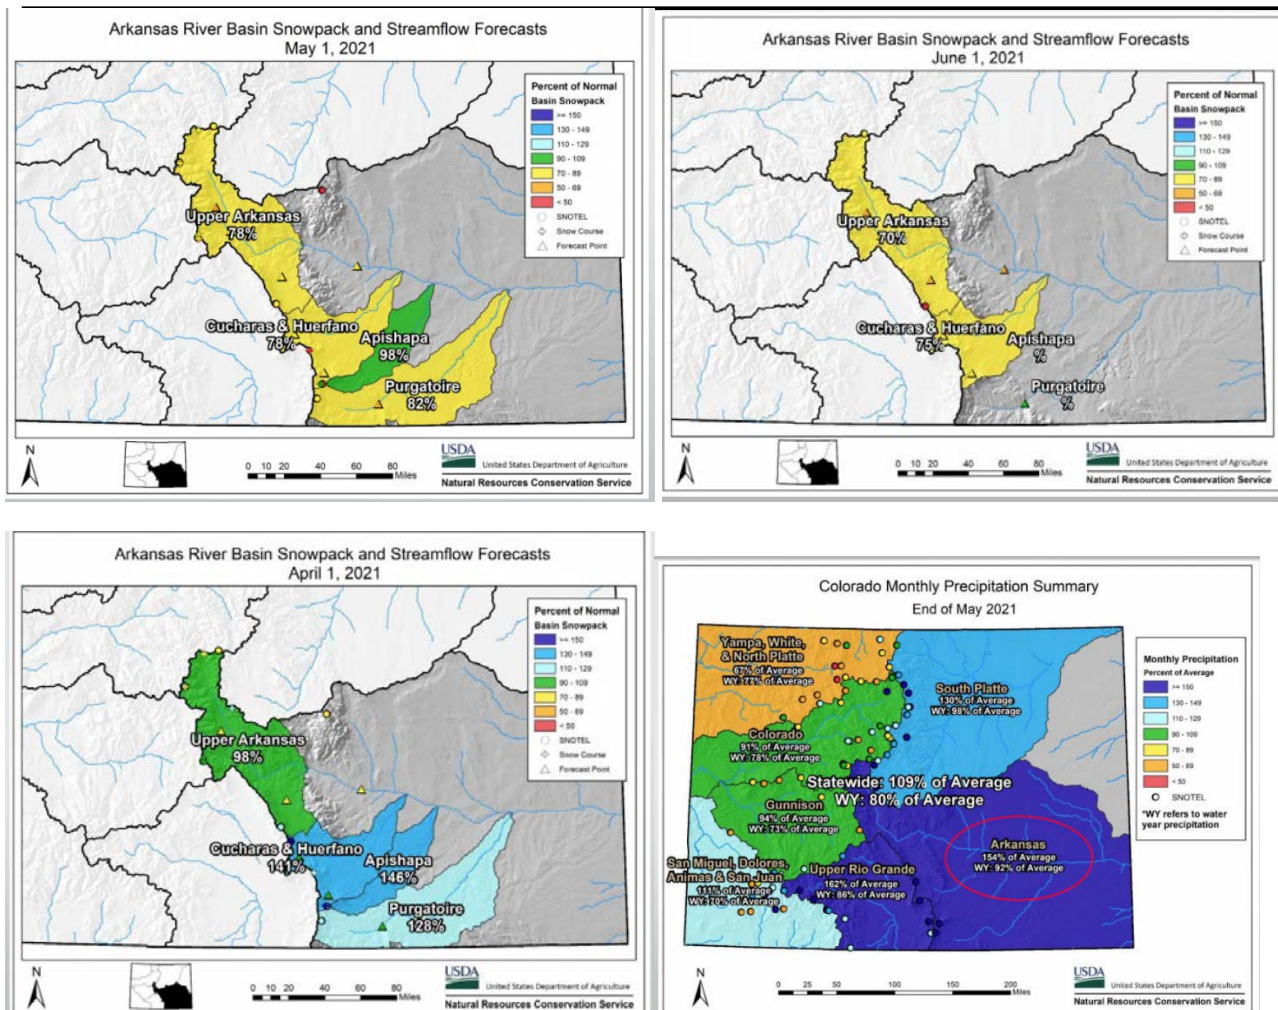 Arkansas River Basin Snowpack and Streamflow Forecasts
May 1, 2021
Percent of Normal
Basin Snowpack
>= 150
130 - 149
110 - 129
90 - 109
70 - 89
50 - 69
< 50
SNOTEL
Snow Course
Forecast Point
Upper Arkansas
78%
Cucharas & Huerfano
78%
Apishapa
98%
Purgatoire
82%
N
0 10 20 40 60 80
Miles
USDA
United States Department of Agriculture
Natural Resources Conservation Service
Arkansas River Basin Snowpack and Streamflow Forecasts
June 1, 2021
Percent of Normal
Basin Snowpack
>= 150
130 - 149
110 - 129
90 - 109
70 - 89
50 - 69
< 50
SNOTEL
Snow Course
Forecast Point
Upper Arkansas
70%
Cucharas & Huerfano
75%
Apishapa
%
Purgatoire
%
N
0 10 20 40 60 80
Miles
USDA
United States Department of Agriculture
Natural Resources Conservation Service
Arkansas River Basin Snowpack and Streamflow Forecasts
April 1, 2021
Percent of Normal
Basin Snowpack
>= 150
130 - 149
110 - 129
90 - 109
70 - 89
50 - 69
< 50
SNOTEL
Snow Course
Forecast Point
Upper Arkansas
98%
Cucharas & Huerfano
141%
Apishapa
146%
Purgatoire
128%
N
0 10 20 40 60 80
Miles
USDA
United States Department of Agriculture
Natural Resources Conservation Service
Colorado Monthly Precipitation Summary
End of May 2021
Monthly Precipitation
Percent of Average
>= 150
130 - 149
110 - 129
90 - 109
70 - 89
50 - 69
< 50
SNOTEL
*WY refers to water
year precipitation
Yampa, White,
& North Platte
67% of Average
WY: 77% of Average
South Platte
130% of Average
WY: 98% of Average
Colorado
91% of Average
WY: 78% of Average
Statewide: 109% of Average
WY: 80% of Average
Gunnison
94% of Average
WY: 73% of Average
Arkansas
154% of Average
WY: 92% of Average
San Miguel, Dolores,
Animas & San Juan
111% of Average
WY: 70% of Average
Upper Rio Grande
162% of Average
WY: 86% of Average
N
0 25 50 100 150 200
Miles
USDA
United States Department of Agriculture
Natural Resources Conservation Service